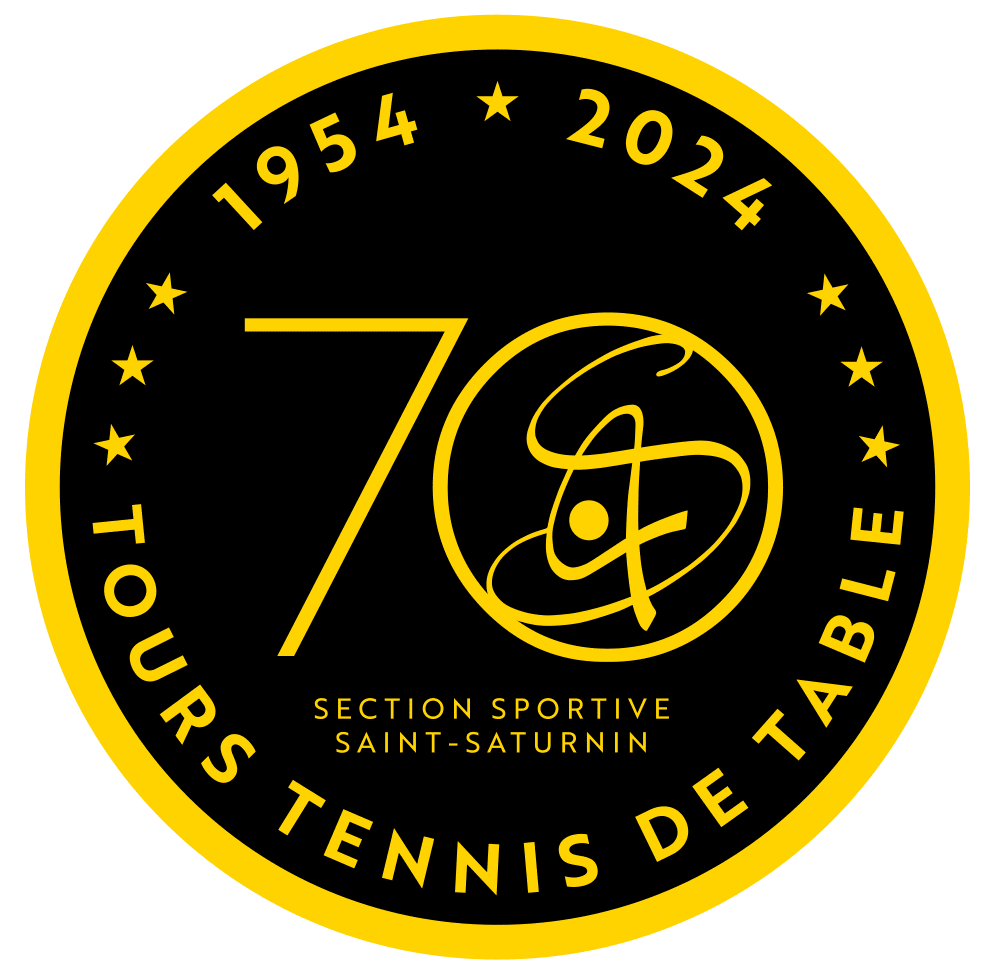 1954 ★ 2024
70
SECTION SPORTIVE
SAINT-SATURNIN
TOURS TENNIS DE TABLE